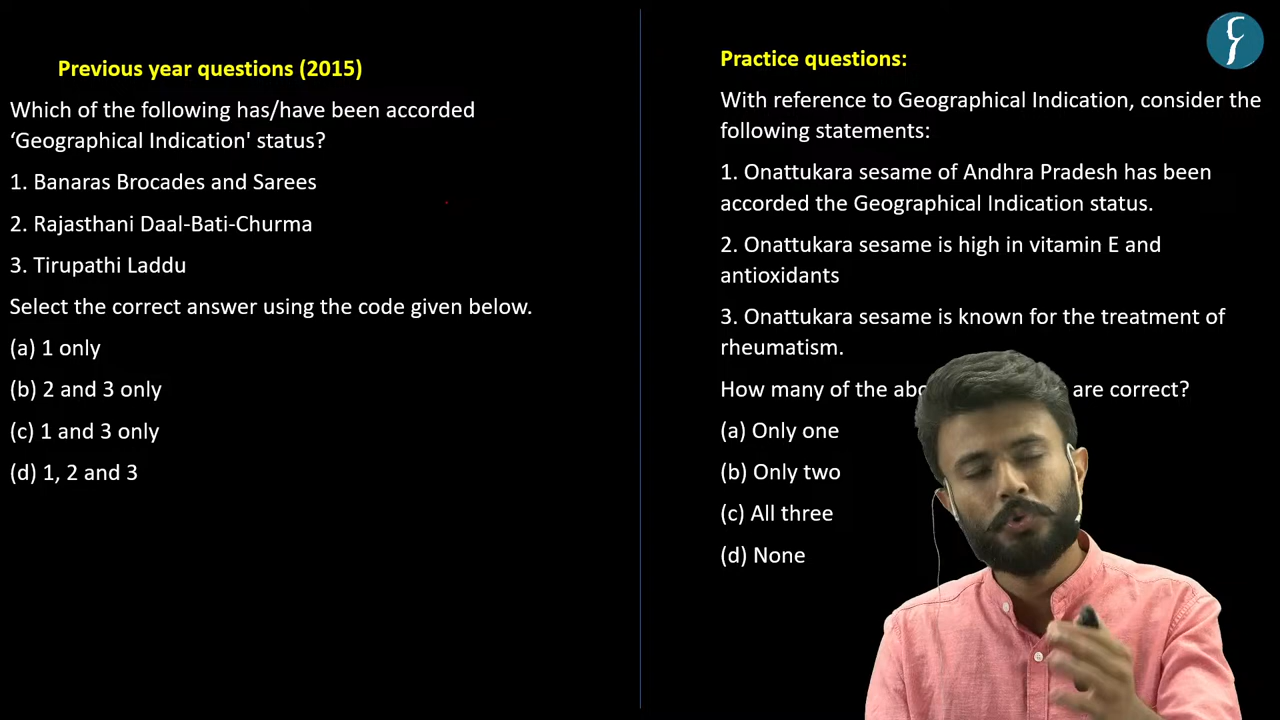 Previous year questions (2015)
Which of the following has/have been accorded
‘Geographical Indication' status?
1. Banaras Brocades and Sarees
2. Rajasthani Daal-Bati-Churma
3. Tirupathi Laddu
Select the correct answer using the code given below.
(a) 1 only
(b) 2 and 3 only
(c) 1 and 3 only
(d) 1, 2 and 3
Practice questions:
With reference to Geographical Indication, consider the
following statements:
1. Onattukara sesame of Andhra Pradesh has been
accorded the Geographical Indication status.
2. Onattukara sesame is high in vitamin E and
antioxidants
3. Onattukara sesame is known for the treatment of
rheumatism.
How many of the are correct?
(a) Only one
(b) Only two
(c) All three
(d) None